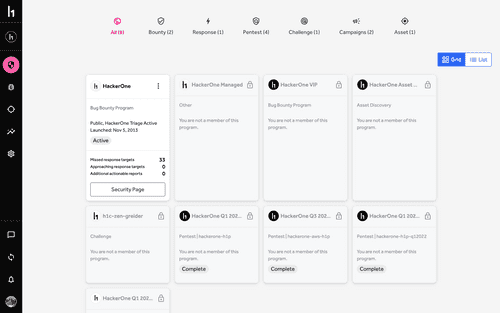 All (8)
Bounty (2)
Response (1)
Pentest (4)
Challenge (1)
Campaigns (2)
Asset (1)
Grid
List
HackerOne
Bug Bounty Program
Public, HackerOne Triage Active
Launched: Nov 5, 2013
Active
Missed response targets 33
Approaching response targets 0
Additional actionable reports 0
Security Page
HackerOne Managed
Other
You are not a member of this
program.
HackerOne VIP
Bug Bounty Program
You are not a member of this
program.
HackerOne Asset ...
Asset Discovery
You are not a member of this
program.
h1c-zen-greider
Challenge
You are not a member of this
program.
HackerOne Q1 202...
Pentest | hackerone-h1p
You are not a member of this
program.
Complete
HackerOne Q3 202...
Pentest | hackerone-aws-h1p
You are not a member of this
program.
Complete
HackerOne Q1 202...
Pentest | hackerone-h1p-q12023
You are not a member of this
program.
Complete
HackerOne Q1 202...